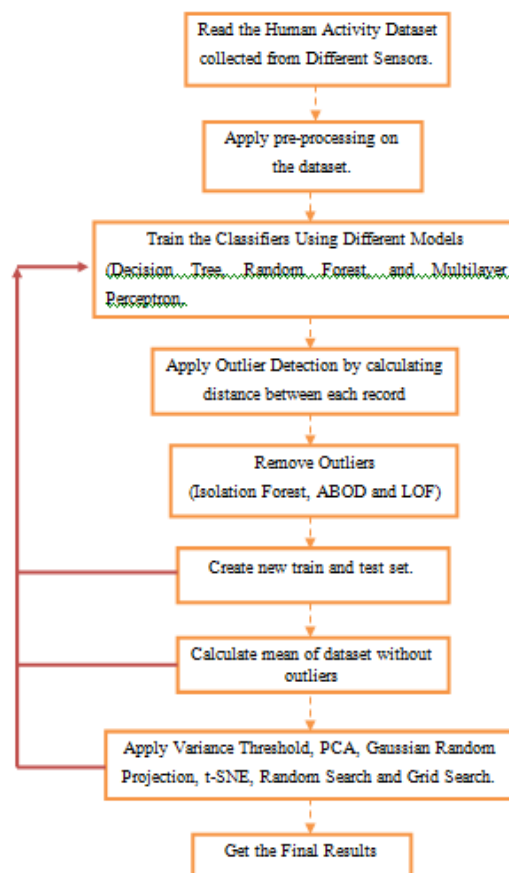 Read the Human Activity Dataset
collected from Different Sensors.
Apply pre-processing on
the dataset.
Train the Classifiers Using Different Models
(Decision Tree, Random Forest, and Multilayer
Perceptron.
Apply Outlier Detection by calculating
distance between each record
Remove Outliers
(Isolation Forest, ABOD and LOF)
Create new train and test set.
Calculate mean of dataset without
outliers
Apply Variance Threshold, PCA, Gaussian Random
Projection, t-SNE, Random Search and Grid Search.
Get the Final Results